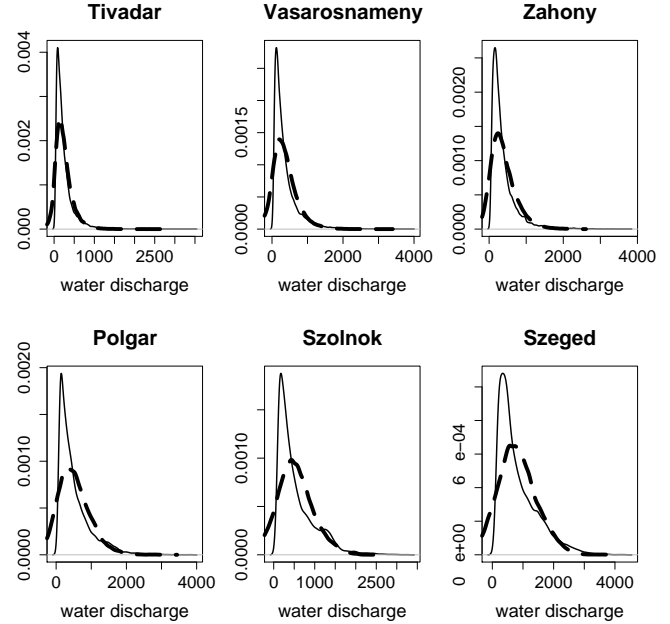 Tivadar
0.000 0.002 0.004
0 1000 2500
water discharge
Vasarosnameny
0.0000 0.0015
0 2000 4000
water discharge
Zahony
0.0000 0.0010 0.0020
0 2000 4000
water discharge
Polgar
0.0000 0.0010 0.0020
0 2000 4000
water discharge
Szolnok
0.0000 0.0010
0 1000 2500
water discharge
Szeged
0 e+00 6 e−04
0 2000 4000
water discharge